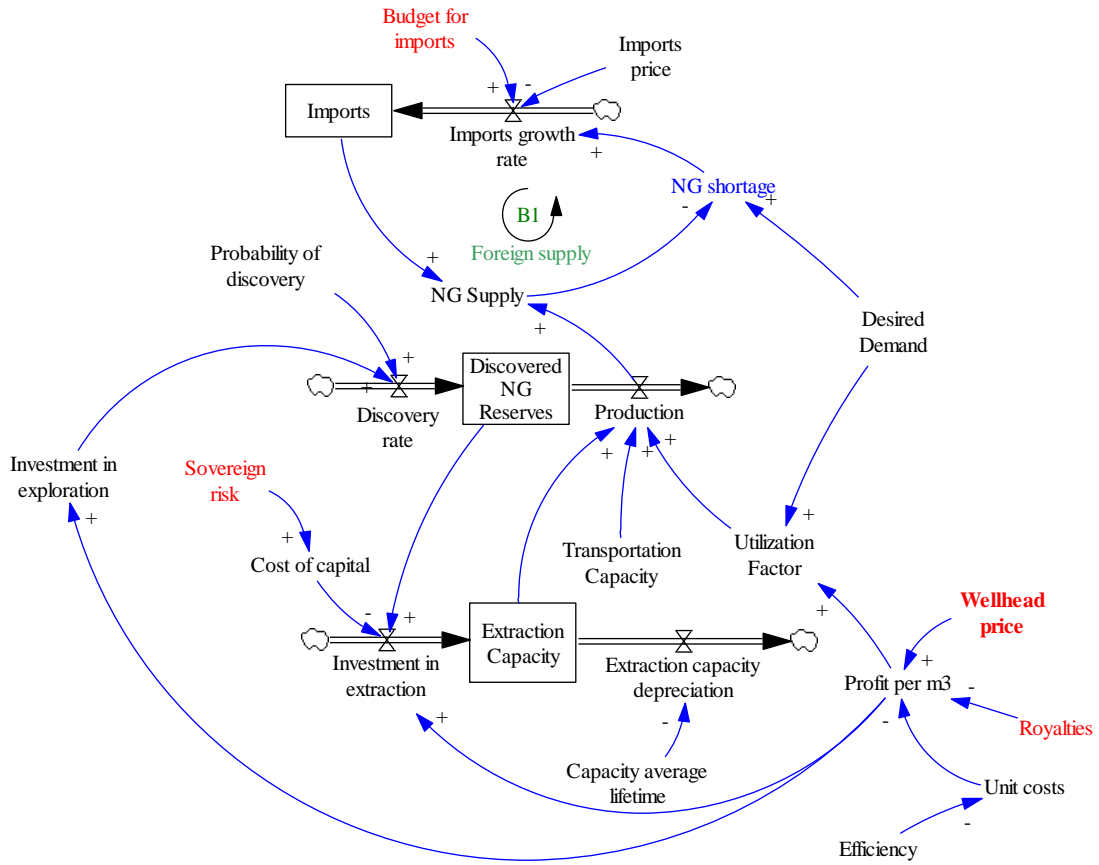 Budget for
imports
Imports
price
+
-
Imports
Imports growth
rate
+
NG shortage
-
+
B1
Foreign supply
Probability of
discovery
+
NG Supply
+
Desired
Demand
+
+
Discovered
NG
Reserves
Discovery
rate
Production
Investment in
exploration
+
+
+
+
Sovereign
risk
+
Cost of capital
Transportation
Capacity
+
Utilization
Factor
+
-
+
Wellhead
price
Investment in
extraction
Extraction
Capacity
Extraction capacity
depreciation
+
Profit per m3
-
-
Royalties
+
-
Capacity average
lifetime
Unit costs
-
Efficiency